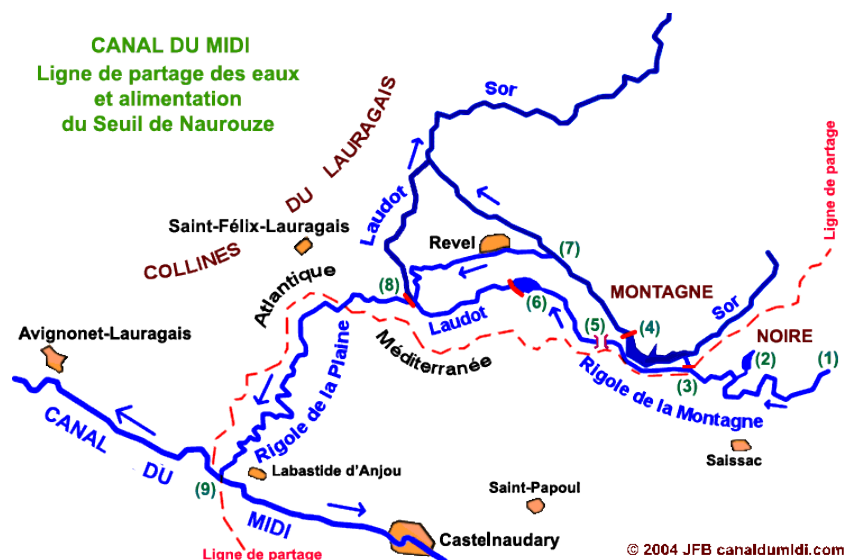 CANAL DU MIDI
Ligne de partage des eaux
et alimentation
du Seuil de Naurouze
COLLINES DU LAURAGAIS
Sor
Ligne de partage
Laudot
Saint-Félix-Lauragais
Revel
(7)
Atlantique
(8)
(6)
MONTAGNE
Sor
Laudot
(5)
(4)
NOIRE
Avignonet-Lauragais
Méditerranée
(3)
(2)
(1)
Rigole de la Plaine
Rigole de la Montagne
CANAL DU MIDI
Labastide d'Anjou
Saissac
(9)
Saint-Papoul
Castelnaudary
Ligne de partage
© 2004 JFB canaldumIdi.com